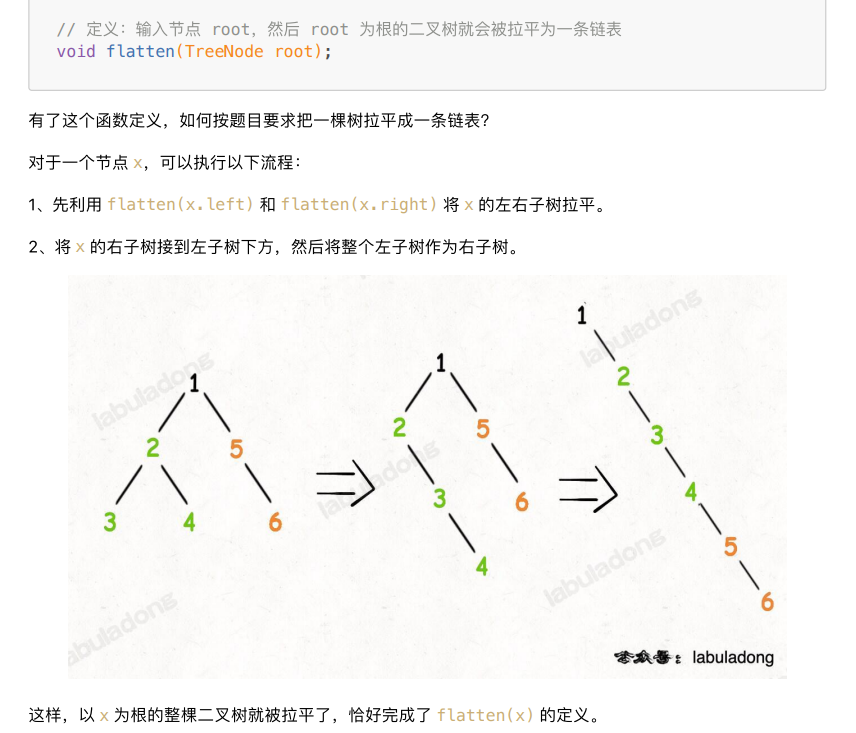 // 定义：输入节点 root，然后 root 为根的二叉树就会被拉平为一条链表
void flatten(TreeNode root);
有了这个函数定义，如何按题目要求把一棵树拉平成一条链表？
对于一个节点 x，可以执行以下流程：
1、先利用 flatten(x.left) 和 flatten(x.right) 将 x 的左右子树拉平。
2、将 x 的右子树接到左子树下方，然后将整个左子树作为右子树。
1
2
5
3
4
6
1
2
5
3
6
4
1
2
3
4
5
6
labuladong
labuladong
labuladong
labuladong
labuladong
公众号：labuladong
这样，以 x 为根的整棵二叉树就被拉平了，恰好完成了 flatten(x) 的定义。